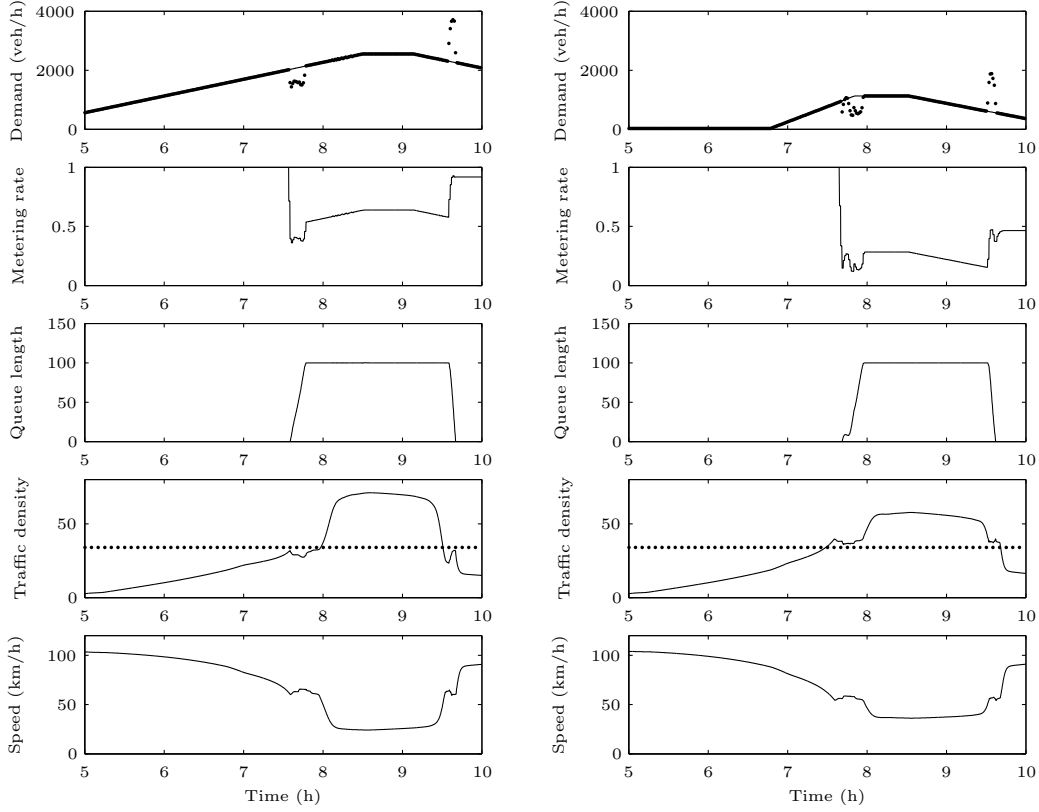 Demand (veh/h)
4000
2000
0
5 6 7 8 9 10
Metering rate
1
0.5
0
5 6 7 8 9 10
Queue length
150
100
50
0
5 6 7 8 9 10
Traffic density
50
0
5 6 7 8 9 10
Speed (km/h)
100
50
0
5 6 7 8 9 10
Time (h)
Demand (veh/h)
4000
2000
0
5 6 7 8 9 10
Metering rate
1
0.5
0
5 6 7 8 9 10
Queue length
150
100
50
0
5 6 7 8 9 10
Traffic density
50
0
5 6 7 8 9 10
Speed (km/h)
100
50
0
5 6 7 8 9 10
Time (h)